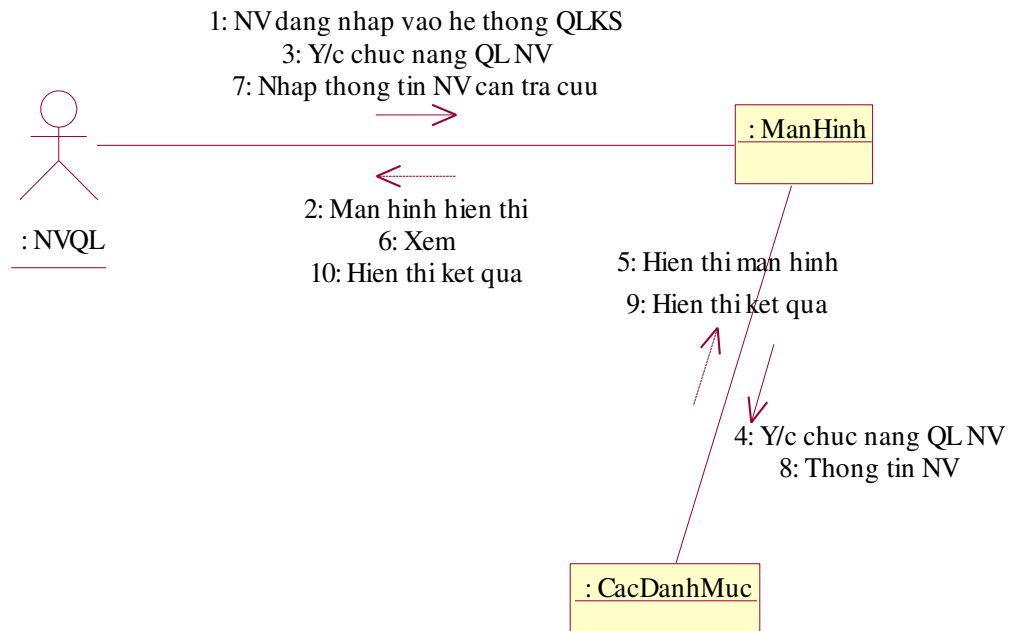 1: NV dang nhap vao he thong QLKS
3: Y/c chuc nang QL NV
7: Nhap thong tin NV can tra cuu
: ManHinh
2: Man hinh hien thi
6: Xem
10: Hien thi ket qua
: NVQL
5: Hien thi man hinh
9: Hien thi ket qua
4: Y/c chuc nang QL NV
8: Thong tin NV
: CacDanhMuc